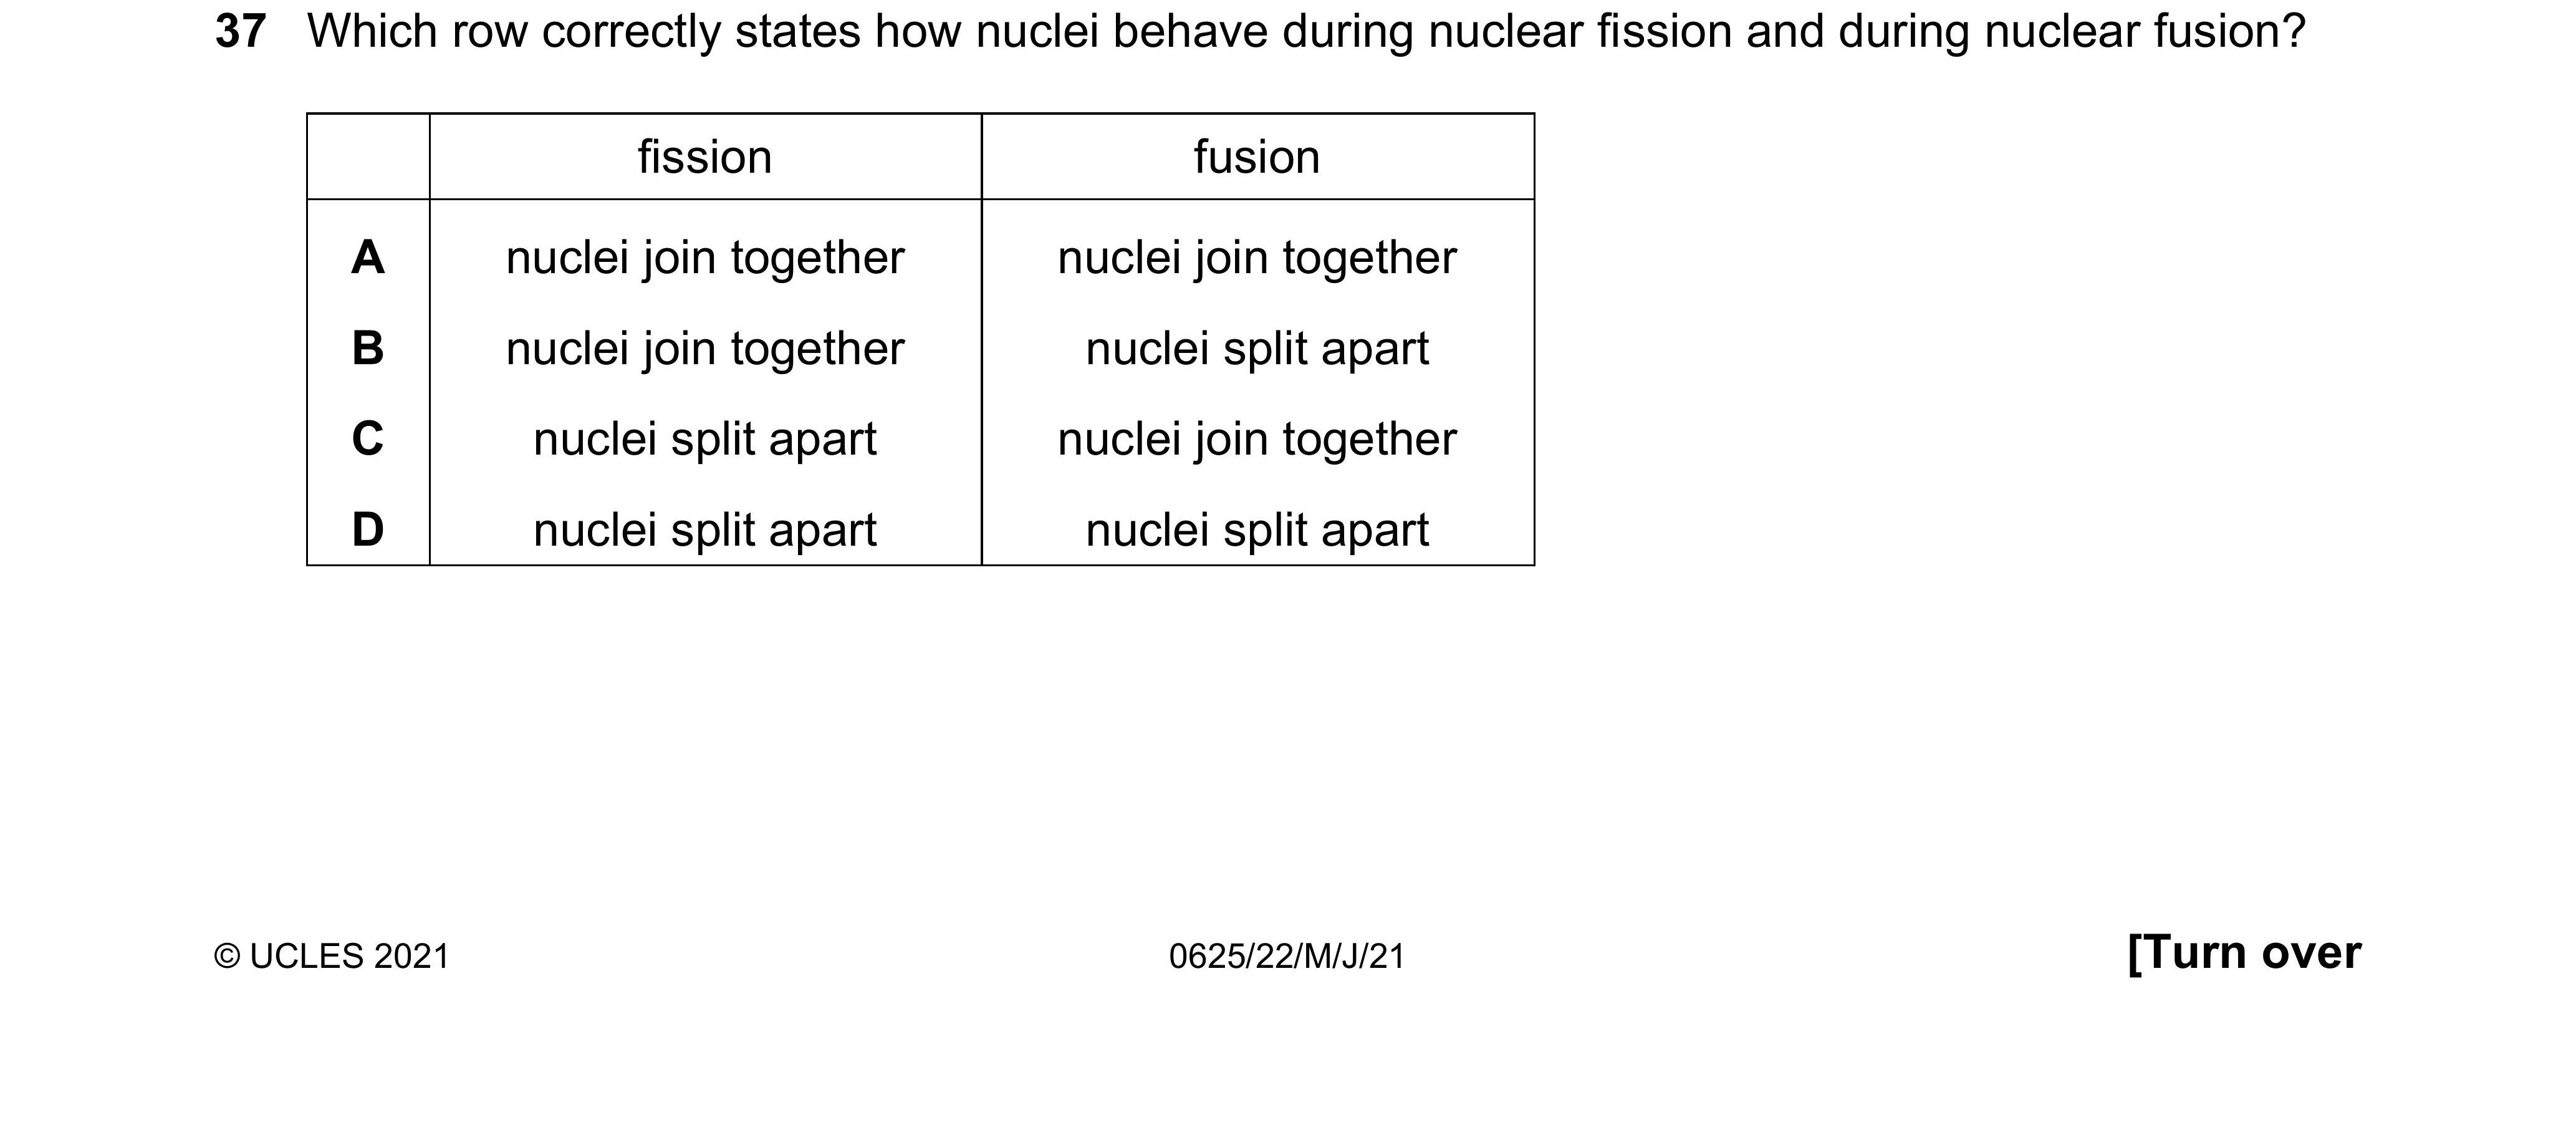 37 Which row correctly states how nuclei behave during nuclear fission and during nuclear fusion?
fission fusion
A nuclei join together nuclei join together
B nuclei join together nuclei split apart
C nuclei split apart nuclei join together
D nuclei split apart nuclei split apart
© UCLES 2021 0625/22/M/J/21 [Turn over